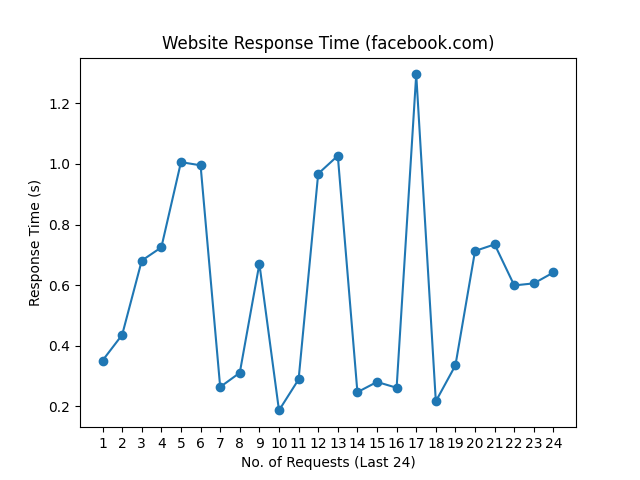 Website Response Time (facebook.com)
Response Time (s)
1.2
1.0
0.8
0.6
0.4
0.2
1 2 3 4 5 6 7 8 9 10 11 12 13 14 15 16 17 18 19 20 21 22 23 24
No. of Requests (Last 24)